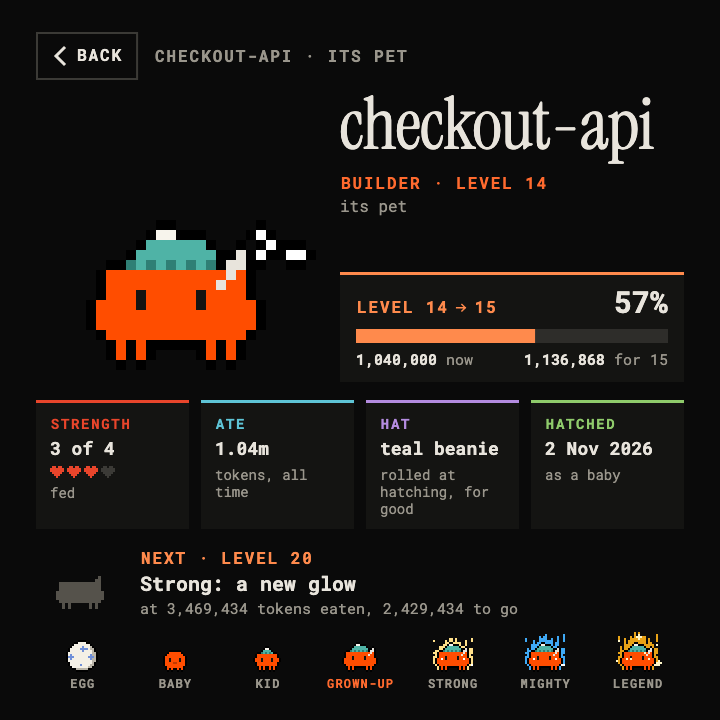 BACK
CHECKOUT-API · ITS PET
checkout-api
BUILDER · LEVEL 14
its pet
LEVEL 14 → 15
57%
1,040,000 now
1,136,868 for 15
STRENGTH
3 of 4
fed
ATE
1.04m
tokens, all
time
HAT
teal beanie
rolled at
hatching, for
good
HATCHED
2 Nov 2026
as a baby
NEXT · LEVEL 20
Strong: a new glow
at 3,469,434 tokens eaten, 2,429,434 to go
EGG
BABY
KID
GROWN-UP
STRONG
MIGHTY
LEGEND